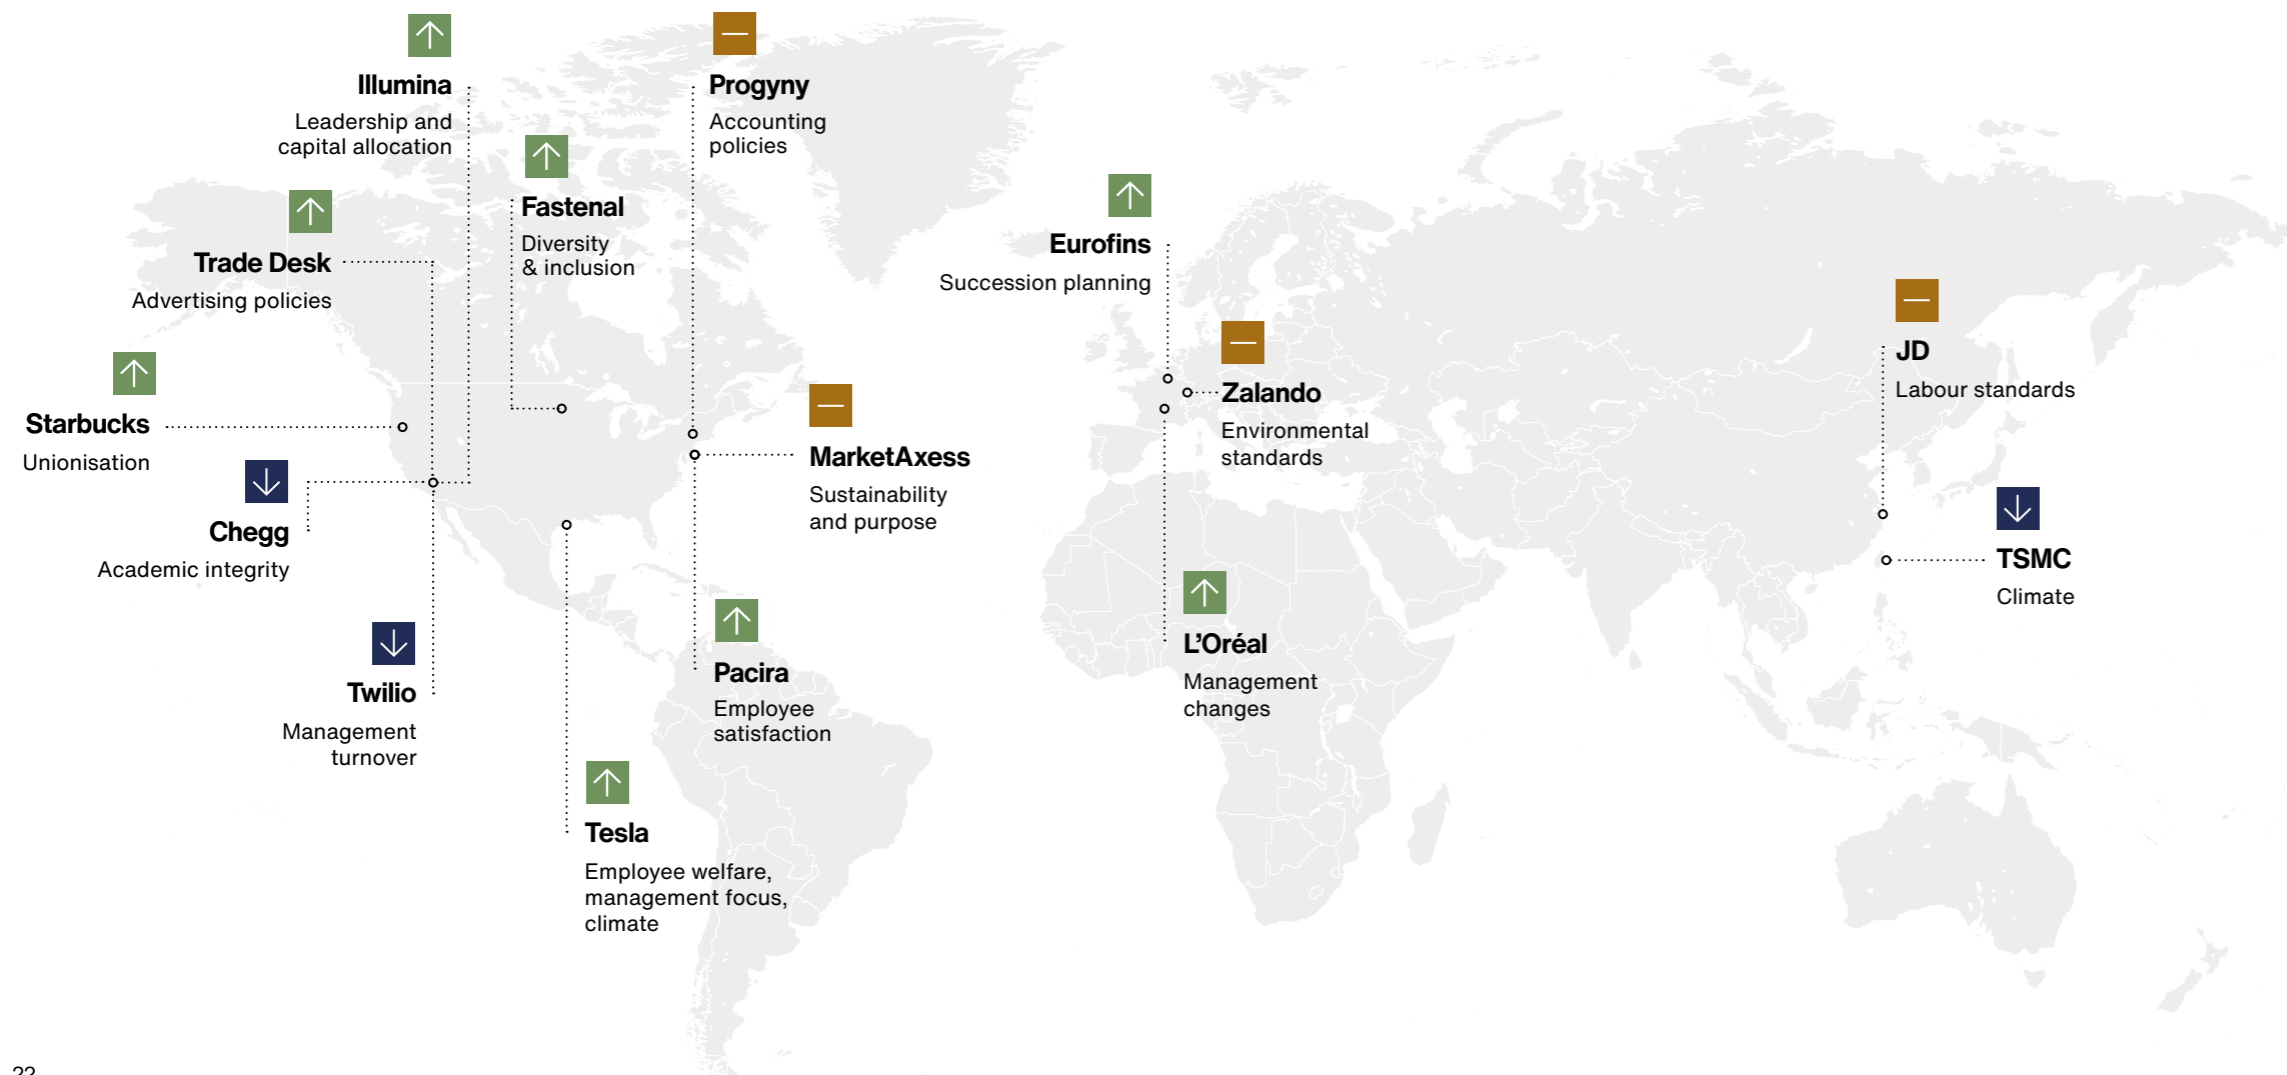 Illumina
Leadership and
capital allocation
Progyny
Accounting
policies
Fastenal
Diversity
& inclusion
Trade Desk
Advertising policies
Eurofins
Succession planning
Starbucks
Unionisation
Zalando
Environmental
standards
JD
Labour standards
MarketAxess
Sustainability
and purpose
Chegg
Academic integrity
TSMC
Climate
L’Oréal
Management
changes
Twilio
Management
turnover
Pacira
Employee
satisfaction
Tesla
Employee welfare,
management focus,
climate
22